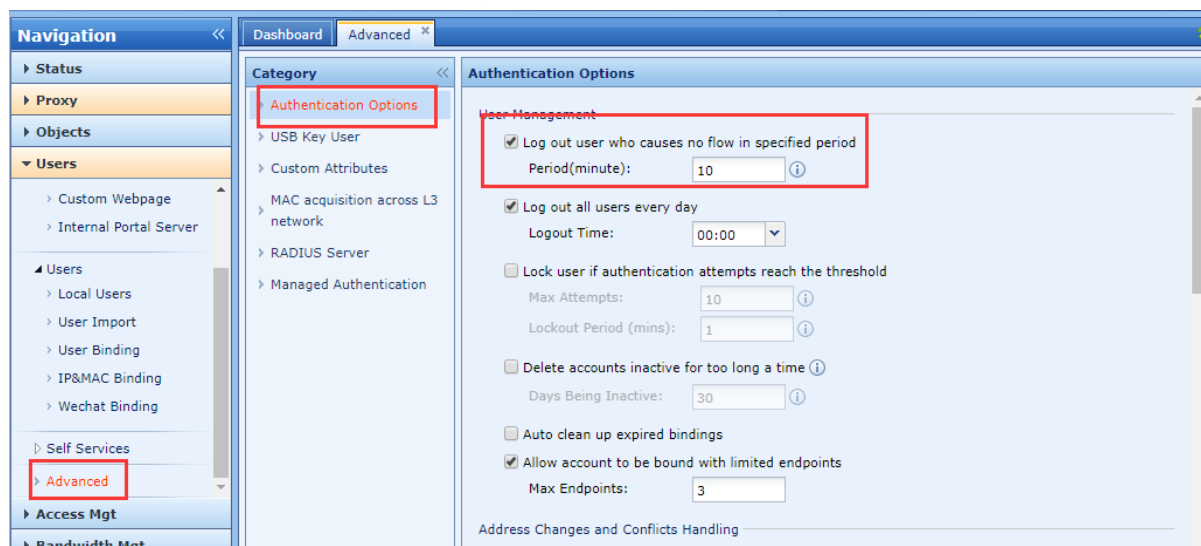 Navigation
Status
Proxy
Objects
Users
Custom Webpage
Internal Portal Server
Users
Local Users
User Import
User Binding
IP&MAC Binding
Wechat Binding
Self Services
Advanced
Access Mgt
Bandwidth Mgt
Dashboard
Advanced
Category
Authentication Options
USB Key User
Custom Attributes
MAC acquisition across L3
network
RADIUS Server
Managed Authentication
Authentication Options
User Management
Log out user who causes no flow in specified period
Period(minute): 10
Log out all users every day
Logout Time: 00:00
Lock user if authentication attempts reach the threshold
Max Attempts: 10
Lockout Period (mins): 1
Delete accounts inactive for too long a time
Days Being Inactive: 30
Auto clean up expired bindings
Allow account to be bound with limited endpoints
Max Endpoints: 3
Address Changes and Conflicts Handling